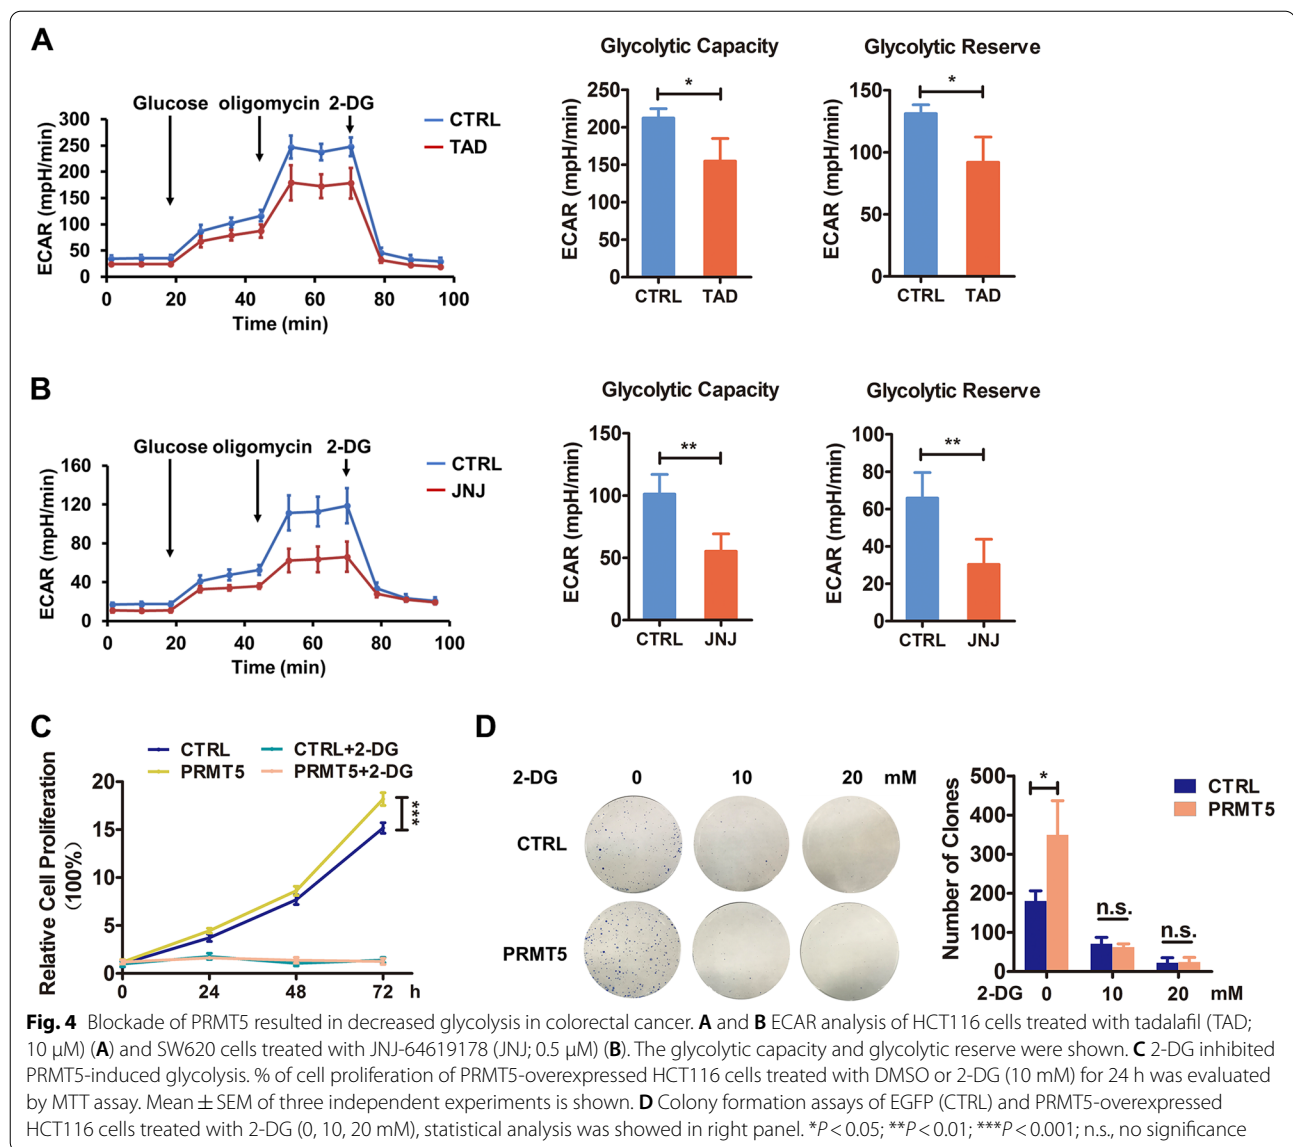 A
Glucose oligomycin 2-DG
CTRL
TAD
ECAR (mpH/min)
300
250
200
150
100
50
0
0 20 40 60 80 100
Time (min)
Glycolytic Capacity
*
ECAR (mpH/min)
250
200
150
100
50
0
CTRL TAD
Glycolytic Reserve
*
ECAR (mpH/min)
150
100
50
0
CTRL TAD
B
Glucose oligomycin 2-DG
CTRL
JNJ
ECAR (mpH/min)
160
120
80
40
0
0 20 40 60 80 100
Time (min)
Glycolytic Capacity
**
ECAR (mpH/min)
150
100
50
0
CTRL JNJ
Glycolytic Reserve
**
ECAR (mpH/min)
100
80
60
40
20
0
CTRL JNJ
C
CTRL CTRL+2-DG
PRMT5 PRMT5+2-DG
Relative Cell Proliferation
(100%)
20
15
10
5
0
***
0 24 48 72 h
D
2-DG 0 10 20 mM
CTRL
PRMT5
Number of Clones
500
400
300
200
100
0
*
n.s.
n.s.
CTRL
PRMT5
2-DG 0 10 20 mM
Fig. 4 Blockade of PRMT5 resulted in decreased glycolysis in colorectal cancer. A and B ECAR analysis of HCT116 cells treated with tadalafil (TAD;
10 μM) (A) and SW620 cells treated with JNJ-64619178 (JNJ; 0.5 μM) (B). The glycolytic capacity and glycolytic reserve were shown. C 2-DG inhibited
PRMT5-induced glycolysis. % of cell proliferation of PRMT5-overexpressed HCT116 cells treated with DMSO or 2-DG (10 mM) for 24 h was evaluated
by MTT assay. Mean ± SEM of three independent experiments is shown. D Colony formation assays of EGFP (CTRL) and PRMT5-overexpressed
HCT116 cells treated with 2-DG (0, 10, 20 mM), statistical analysis was showed in right panel. *P < 0.05; **P < 0.01; ***P < 0.001; n.s., no significance